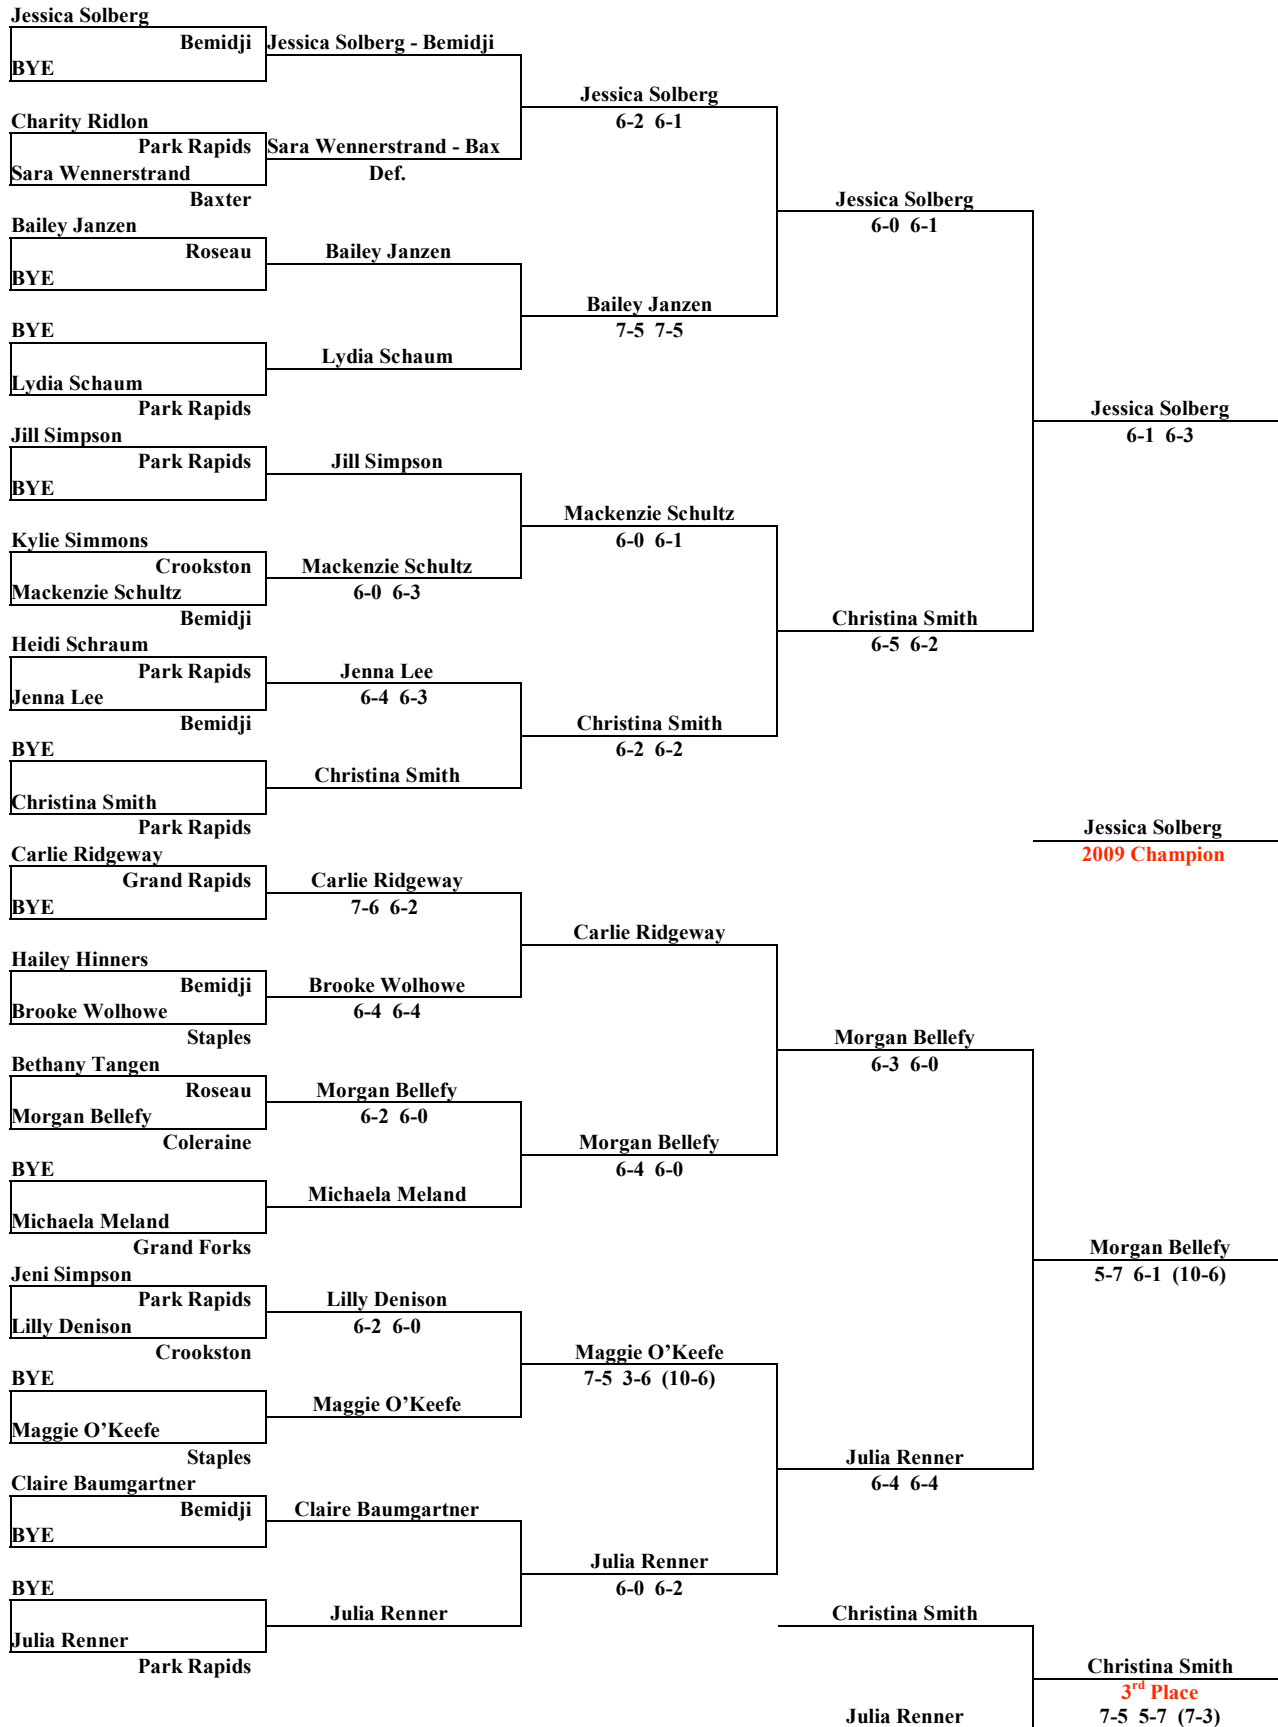 Jessica Solberg
Bemidji
Jessica Solberg - Bemidji
BYE
Jessica Solberg
6-2 6-1
Charity Ridlon
Park Rapids
Sara Wennerstrand - Bax
Sara Wennerstrand
Def.
Baxter
Jessica Solberg
6-0 6-1
Bailey Janzen
Roseau
Bailey Janzen
BYE
Bailey Janzen
7-5 7-5
BYE
Lydia Schaum
Lydia Schaum
Park Rapids
Jessica Solberg
6-1 6-3
Jill Simpson
Park Rapids
Jill Simpson
BYE
Mackenzie Schultz
6-0 6-1
Kylie Simmons
Crookston
Mackenzie Schultz
Mackenzie Schultz
6-0 6-3
Bemidji
Christina Smith
6-5 6-2
Heidi Schraum
Park Rapids
Jenna Lee
Jenna Lee
6-4 6-3
Bemidji
Christina Smith
6-2 6-2
BYE
Christina Smith
Christina Smith
Park Rapids
Jessica Solberg
2009 Champion
Carlie Ridgeway
Grand Rapids
Carlie Ridgeway
BYE
7-6 6-2
Carlie Ridgeway
Hailey Hinners
Bemidji
Brooke Wolhowe
Brooke Wolhowe
6-4 6-4
Staples
Morgan Bellefy
6-3 6-0
Bethany Tangen
Roseau
Morgan Bellefy
Morgan Bellefy
6-2 6-0
Coleraine
Morgan Bellefy
6-4 6-0
BYE
Michaela Meland
Michaela Meland
Grand Forks
Morgan Bellefy
5-7 6-1 (10-6)
Jeni Simpson
Park Rapids
Lilly Denison
Lilly Denison
6-2 6-0
Crookston
Maggie O'Keefe
7-5 3-6 (10-6)
BYE
Maggie O'Keefe
Maggie O'Keefe
Staples
Julia Renner
6-4 6-4
Claire Baumgartner
Bemidji
Claire Baumgartner
BYE
Julia Renner
6-0 6-2
BYE
Julia Renner
Julia Renner
Park Rapids
Christina Smith
Christina Smith
3rd Place
Julia Renner
7-5 5-7 (7-3)